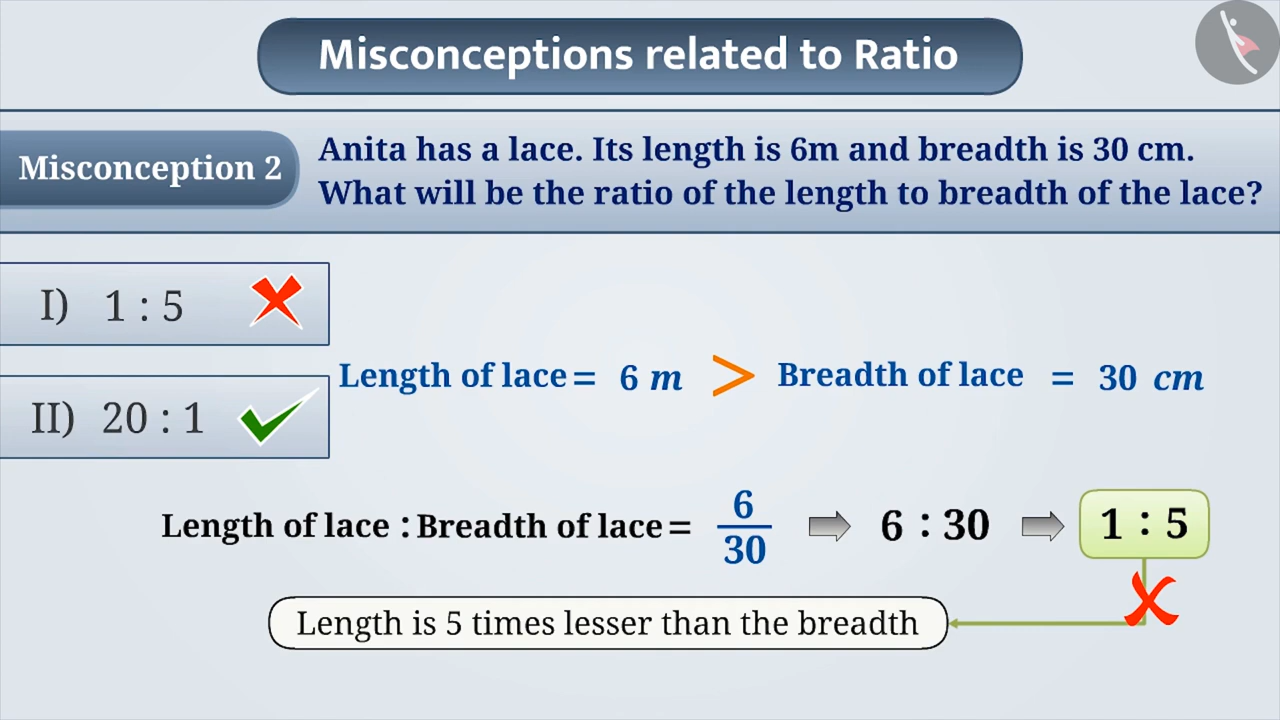 Misconceptions related to Ratio
Misconception 2
Anita has a lace. Its length is 6m and breadth is 30 cm.
What will be the ratio of the length to breadth of the lace?
I) 1 : 5
II) 20 : 1
Length of lace = 6 m > Breadth of lace = 30 cm
Length of lace : Breadth of lace = 6/30 6 : 30 1 : 5
Length is 5 times lesser than the breadth